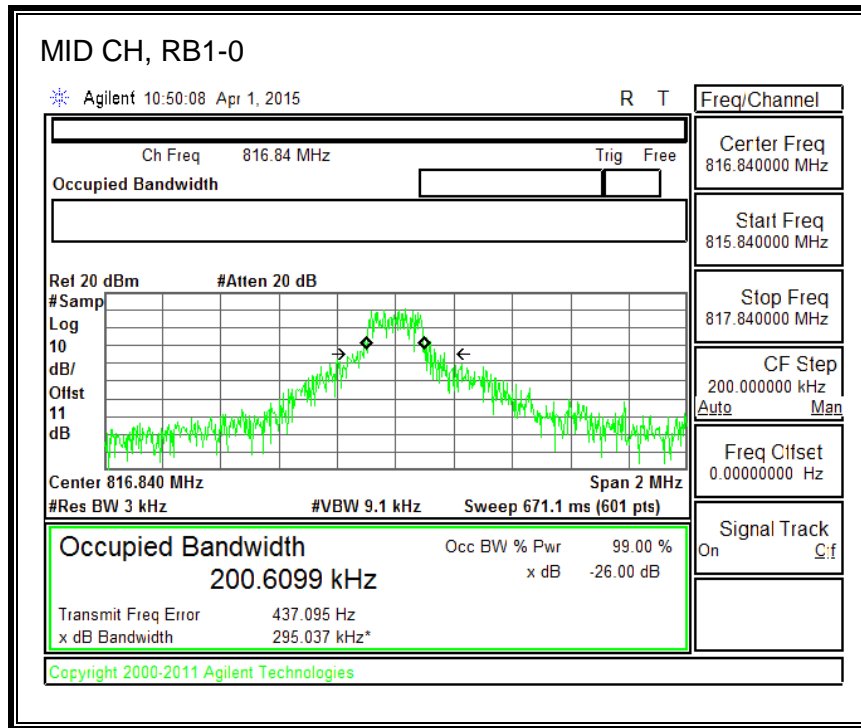 MID CH, RB1-0
Agilent 10:50:08 Apr 1, 2015 R T
Freq/Channel
Ch Freq 816.84 MHz Trig Free
Occupied Bandwidth
Center Freq
816.840000 MHz
Start Freq
815.840000 MHz
Stop Freq
817.840000 MHz
CF Step
200.000000 kHz
Auto Man
Freq Offset
0.00000000 Hz
Signal Track
On Off
Ref 20 dBm #Atten 20 dB
#Samp
Log
10
dB/
Offst
11
dB
Center 816.840 MHz Span 2 MHz
#Res BW 3 kHz #VBW 9.1 kHz Sweep 671.1 ms (601 pts)
Occupied Bandwidth
200.6099 kHz
Occ BW % Pwr 99.00 %
x dB -26.00 dB
Transmit Freq Error 437.095 Hz
x dB Bandwidth 295.037 kHz*
Copyright 2000-2011 Agilent Technologies